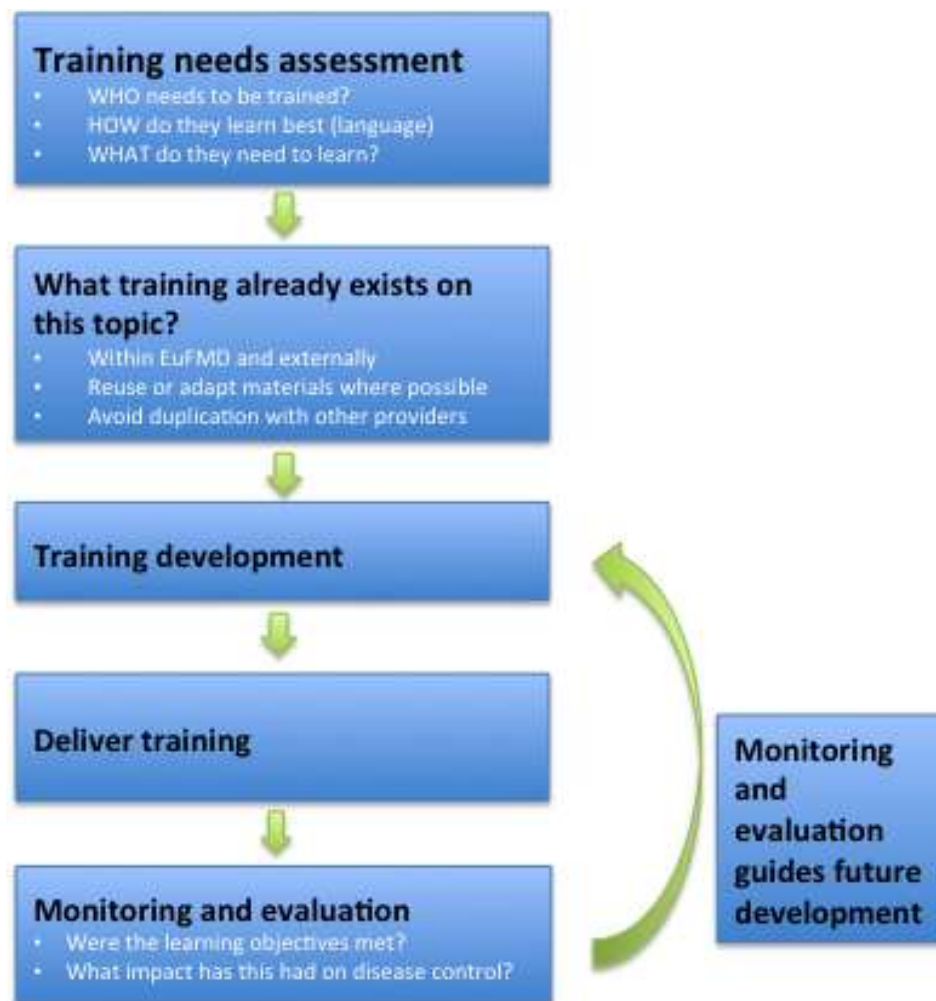 Training needs assessment
• WHO needs to be trained?
• HOW do they learn best (language)
• WHAT do they need to learn?
What training already exists on
this topic?
• Within EuFMD and externally
• Reuse or adapt materials where possible
• Avoid duplication with other providers
Training development
Deliver training
Monitoring and evaluation
• Were the learning objectives met?
• What impact has this had on disease control?
Monitoring
and
evaluation
guides future
development